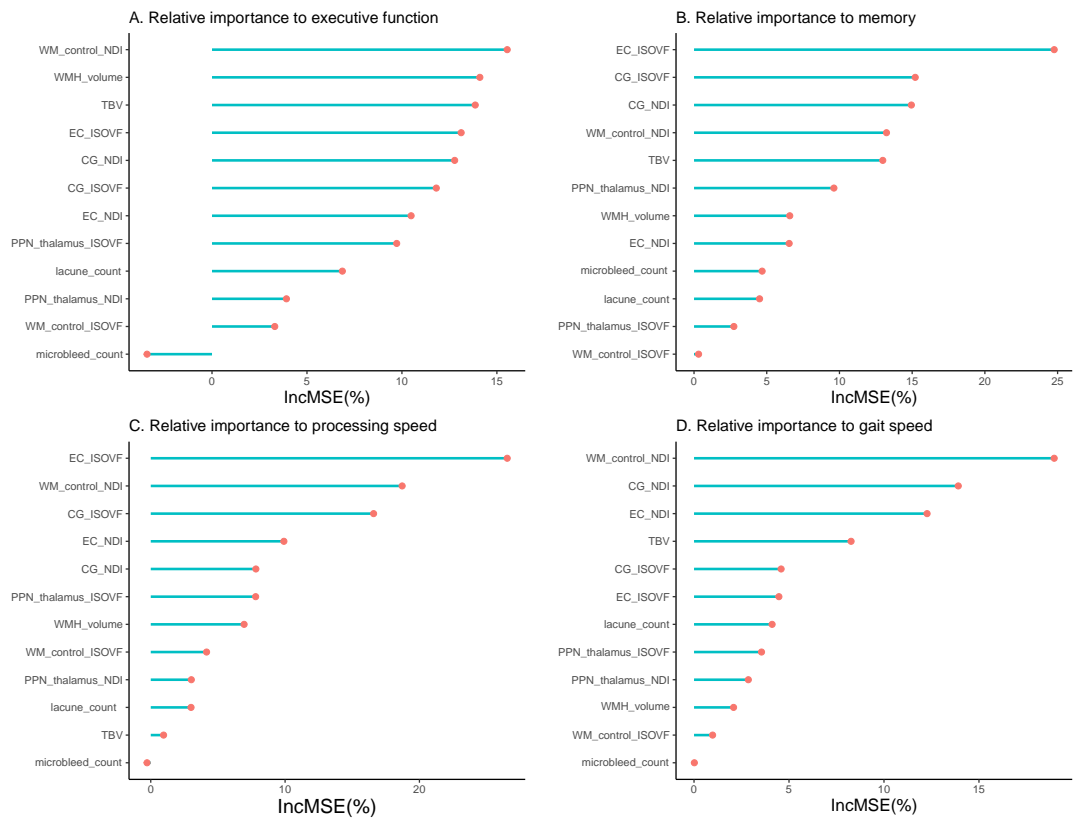 A. Relative importance to executive function
WM_control_NDI
WMH_volume
TBV
EC_ISOVF
CG_NDI
CG_ISOVF
EC_NDI
PPN_thalamus_ISOVF
lacune_count
PPN_thalamus_NDI
WM_control_ISOVF
microbleed_count
0 5 10 15
IncMSE(%)
B. Relative importance to memory
EC_ISOVF
CG_ISOVF
CG_NDI
WM_control_NDI
TBV
PPN_thalamus_NDI
WMH_volume
EC_NDI
microbleed_count
lacune_count
PPN_thalamus_ISOVF
WM_control_ISOVF
0 5 10 15 20 25
IncMSE(%)
C. Relative importance to processing speed
EC_ISOVF
WM_control_NDI
CG_ISOVF
EC_NDI
CG_NDI
PPN_thalamus_ISOVF
WMH_volume
WM_control_ISOVF
PPN_thalamus_NDI
lacune_count
TBV
microbleed_count
0 10 20
IncMSE(%)
D. Relative importance to gait speed
WM_control_NDI
CG_NDI
EC_NDI
TBV
CG_ISOVF
EC_ISOVF
lacune_count
PPN_thalamus_ISOVF
PPN_thalamus_NDI
WMH_volume
WM_control_ISOVF
microbleed_count
0 5 10 15
IncMSE(%)